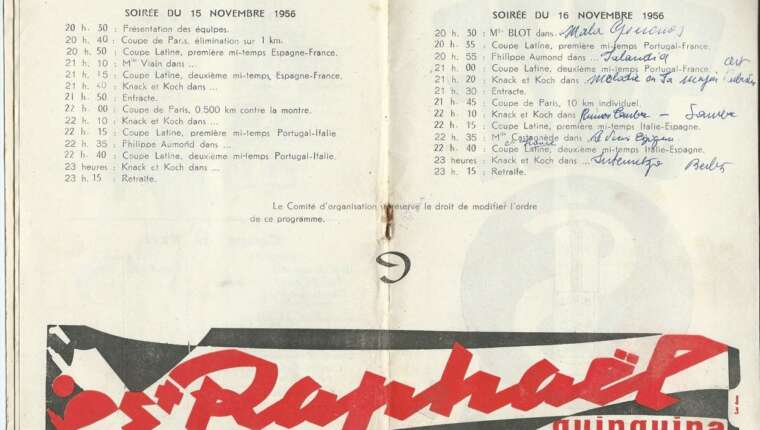 SOIRÉE DU 15 NOVEMBRE 1956
20 h. 30 : Présentation des équipes.
20 h. 40 : Coupe de Paris, élimination sur 1 km.
20 h. 50 : Coupe Latine, première mi-temps Espagne-France.
21 h. 10 : Mlle Viain dans ...
21 h. 15 : Coupe Latine, deuxième mi-temps, Espagne-France.
21 h. 40 : Knack et Koch dans ...
21 h. 50 : Entracte.
22 h. 00 : Coupe de Paris, 0.500 km contre la montre.
22 h. 10 : Knack et Koch dans ...
22 h. 15 : Coupe Latine, première mi-temps Portugal-Italie
22 h. 35 : Philippe Aumond dans ...
22 h. 40 : Coupe Latine, deuxième mi-temps Portugal-Italie.
23 heures : Knack et Koch dans ...
23 h. 15 : Retraite.
SOIRÉE DU 16 NOVEMBRE 1956
20 h. 30 : Mlle BLOT dans
20 h. 35 : Coupe Latine, première mi-temps Portugal-France.
20 h. 55 : Philippe Aumond dans ...
21 h. 00 : Coupe Latine, deuxième mi-temps Portugal-France.
21 h. 20 : Knack et Koch dans ... Melodie en
21 h. 30 : Entracte.
21 h. 45 : Coupe de Paris, 10 km individuel.
22 h. 10 : Knack et Koch dans
22 h. 15 : Coupe Latine, première mi-temps Italie-Espagne.
22 h. 35 : Mlle Castagnède dans
22 h. 40 : Coupe Latine, deuxième mi-temps Italie-Espagne.
23 heures : Knack et Koch dans ... Intermezzo
23 h. 15 : Retraite.
Le Comité d'organisation se réserve le droit de modifier l'ordre
de ce programme.
St Raphaël
quinquina